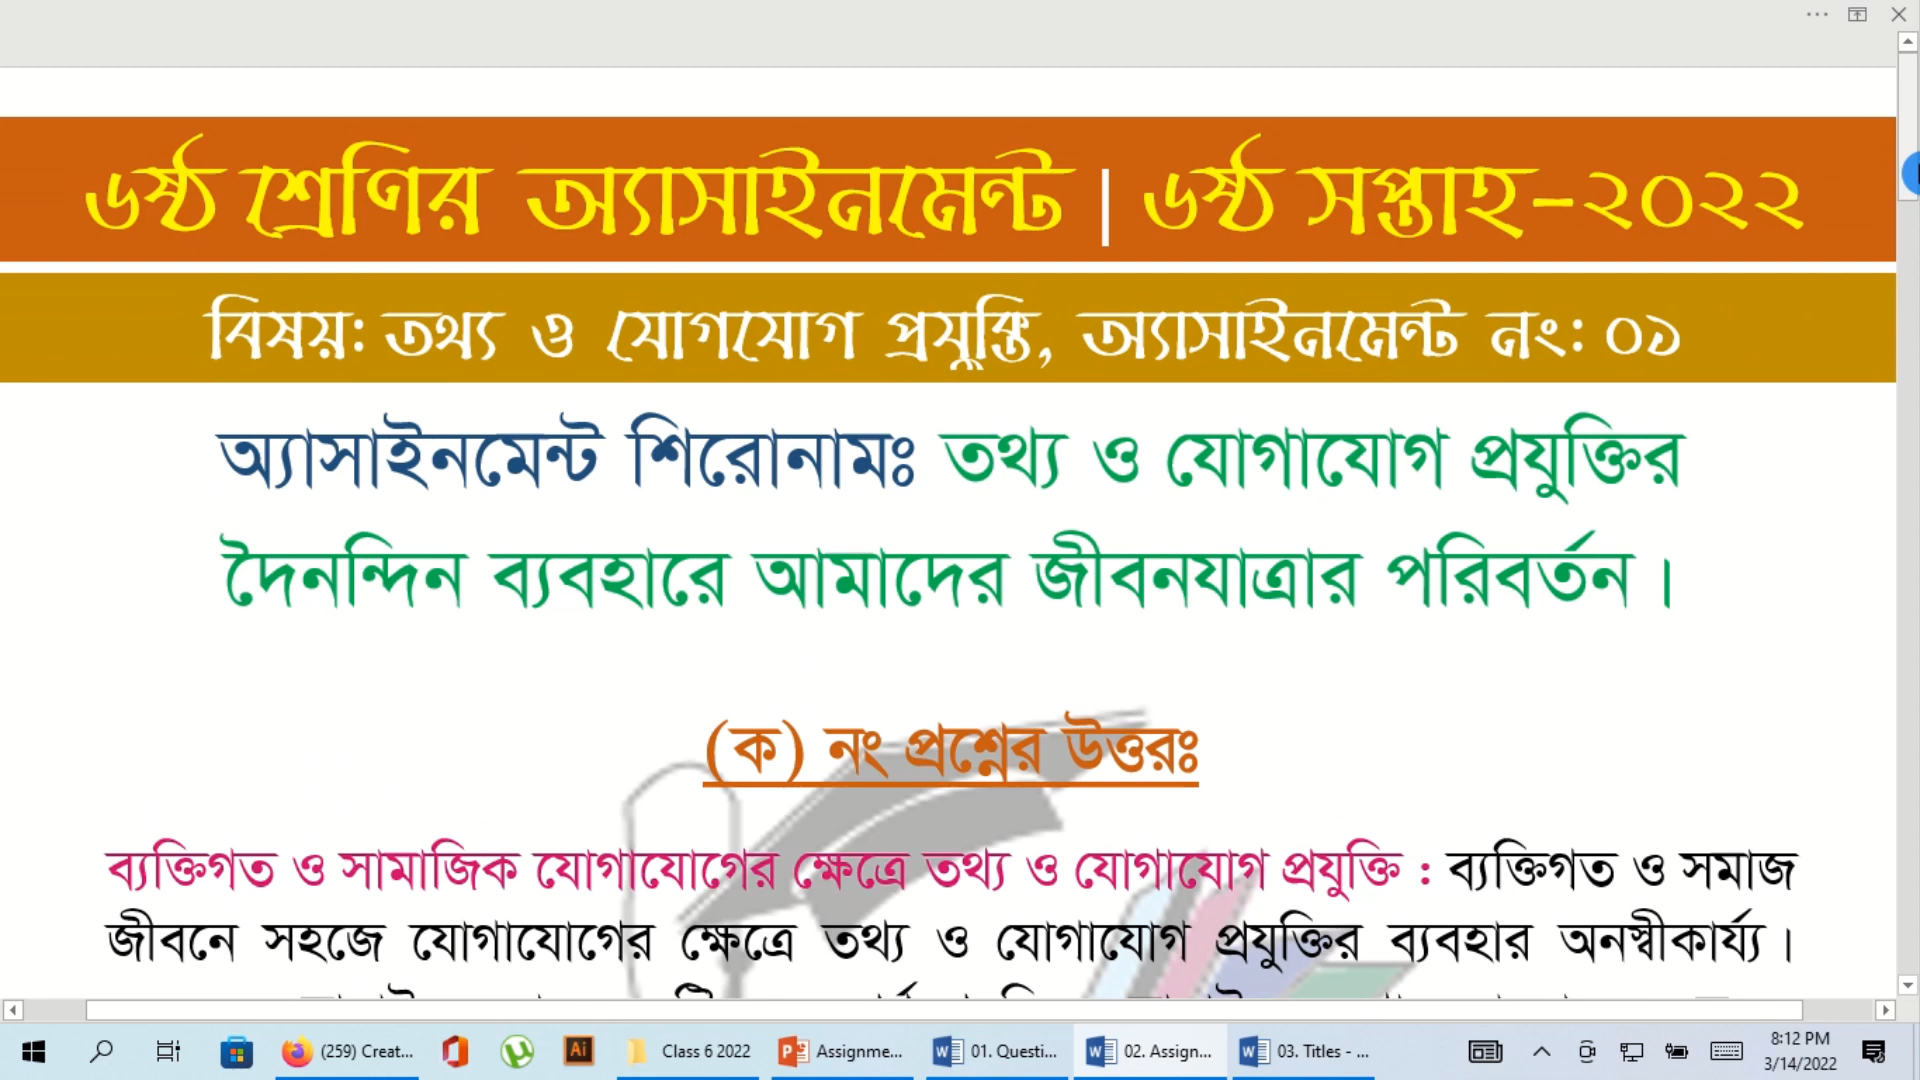 ৬ষ্ঠ শ্রেণির অ্যাসাইনমেন্ট | ৬ষ্ঠ সপ্তাহ-২০২২
বিষয়: তথ্য ও যোগযোগ প্রযুক্তি, অ্যাসাইনমেন্ট নং: ০১
অ্যাসাইনমেন্ট শিরোনামঃ তথ্য ও যোগাযোগ প্রযুক্তির
দৈনন্দিন ব্যবহারে আমাদের জীবনযাত্রার পরিবর্তন।
(ক) নং প্রশ্নের উত্তরঃ
ব্যক্তিগত ও সামাজিক যোগাযোগের ক্ষেত্রে তথ্য ও যোগাযোগ প্রযুক্তি : ব্যক্তিগত ও সমাজ
জীবনে সহজে যোগাযোগের ক্ষেত্রে তথ্য ও যোগাযোগ প্রযুক্তির ব্যবহার অনস্বীকার্য্য।
(259) Creat... Ai Class 6 2022 Assignme... 01. Questi... 02. Assign... 03. Titles - ... 8:12 PM
3/14/2022